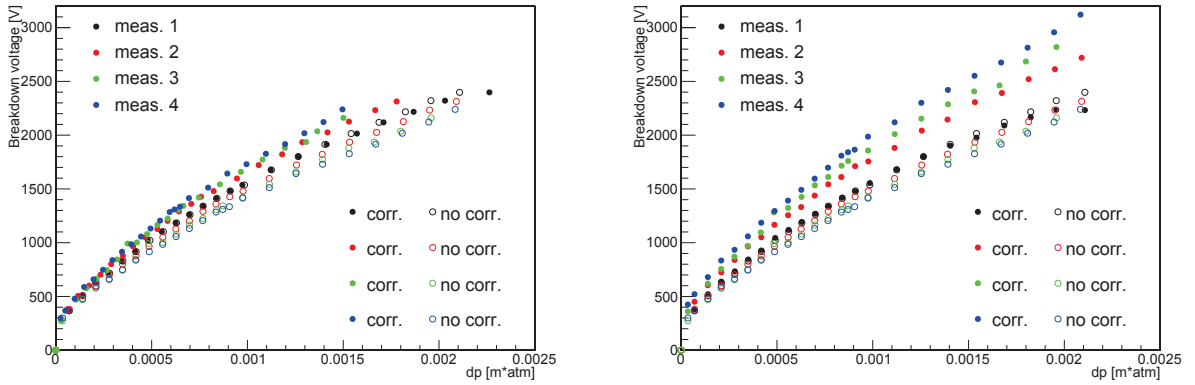 Breakdown voltage [V]
3000
2500
2000
1500
1000
500
0
meas. 1
meas. 2
meas. 3
meas. 4
corr. no corr.
corr. no corr.
corr. no corr.
corr. no corr.
0 0.0005 0.001 0.0015 0.002 0.0025
dp [m*atm]
Breakdown voltage [V]
3000
2500
2000
1500
1000
500
0
meas. 1
meas. 2
meas. 3
meas. 4
corr. no corr.
corr. no corr.
corr. no corr.
corr. no corr.
0 0.0005 0.001 0.0015 0.002 0.0025
dp [m*atm]